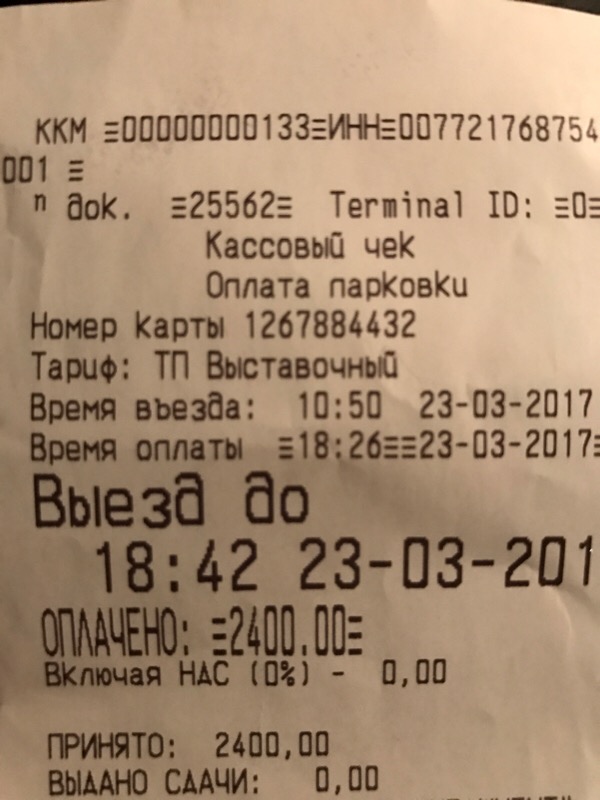 ККМ ≡00000000133≡ИНН≡007721768754
001 ≡
п док. ≡25562≡ Terminal ID: ≡0≡
Кассовый чек
Оплата парковки
Номер карты 1267884432
Тариф: ТП Выставочный
Время въезда: 10:50 23-03-2017
Время оплаты ≡18:26≡≡23-03-2017≡
Выезд до
18:42 23-03-201
ОПЛАЧЕНО: ≡2400.00≡
Включая НДС (0%) - 0,00
ПРИНЯТО: 2400,00
ВЫДАНО СДАЧИ: 0,00